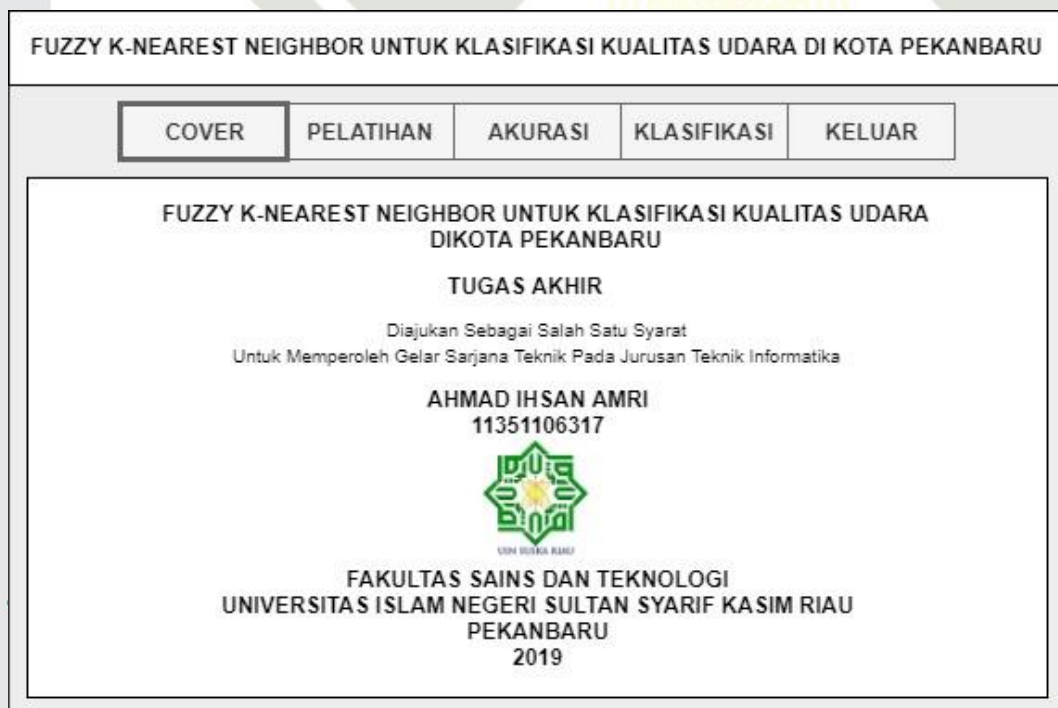 FUZZY K-NEAREST NEIGHBOR UNTUK KLASIFIKASI KUALITAS UDARA DI KOTA PEKANBARU
COVER PELATIHAN AKURASI KLASIFIKASI KELUAR
FUZZY K-NEAREST NEIGHBOR UNTUK KLASIFIKASI KUALITAS UDARA
DIKOTA PEKANBARU
TUGAS AKHIR
Diajukan Sebagai Salah Satu Syarat
Untuk Memperoleh Gelar Sarjana Teknik Pada Jurusan Teknik Informatika
AHMAD IHSAN AMRI
11351106317
UIN SUSKA RIAU
FAKULTAS SAINS DAN TEKNOLOGI
UNIVERSITAS ISLAM NEGERI SULTAN SYARIF KASIM RIAU
PEKANBARU
2019